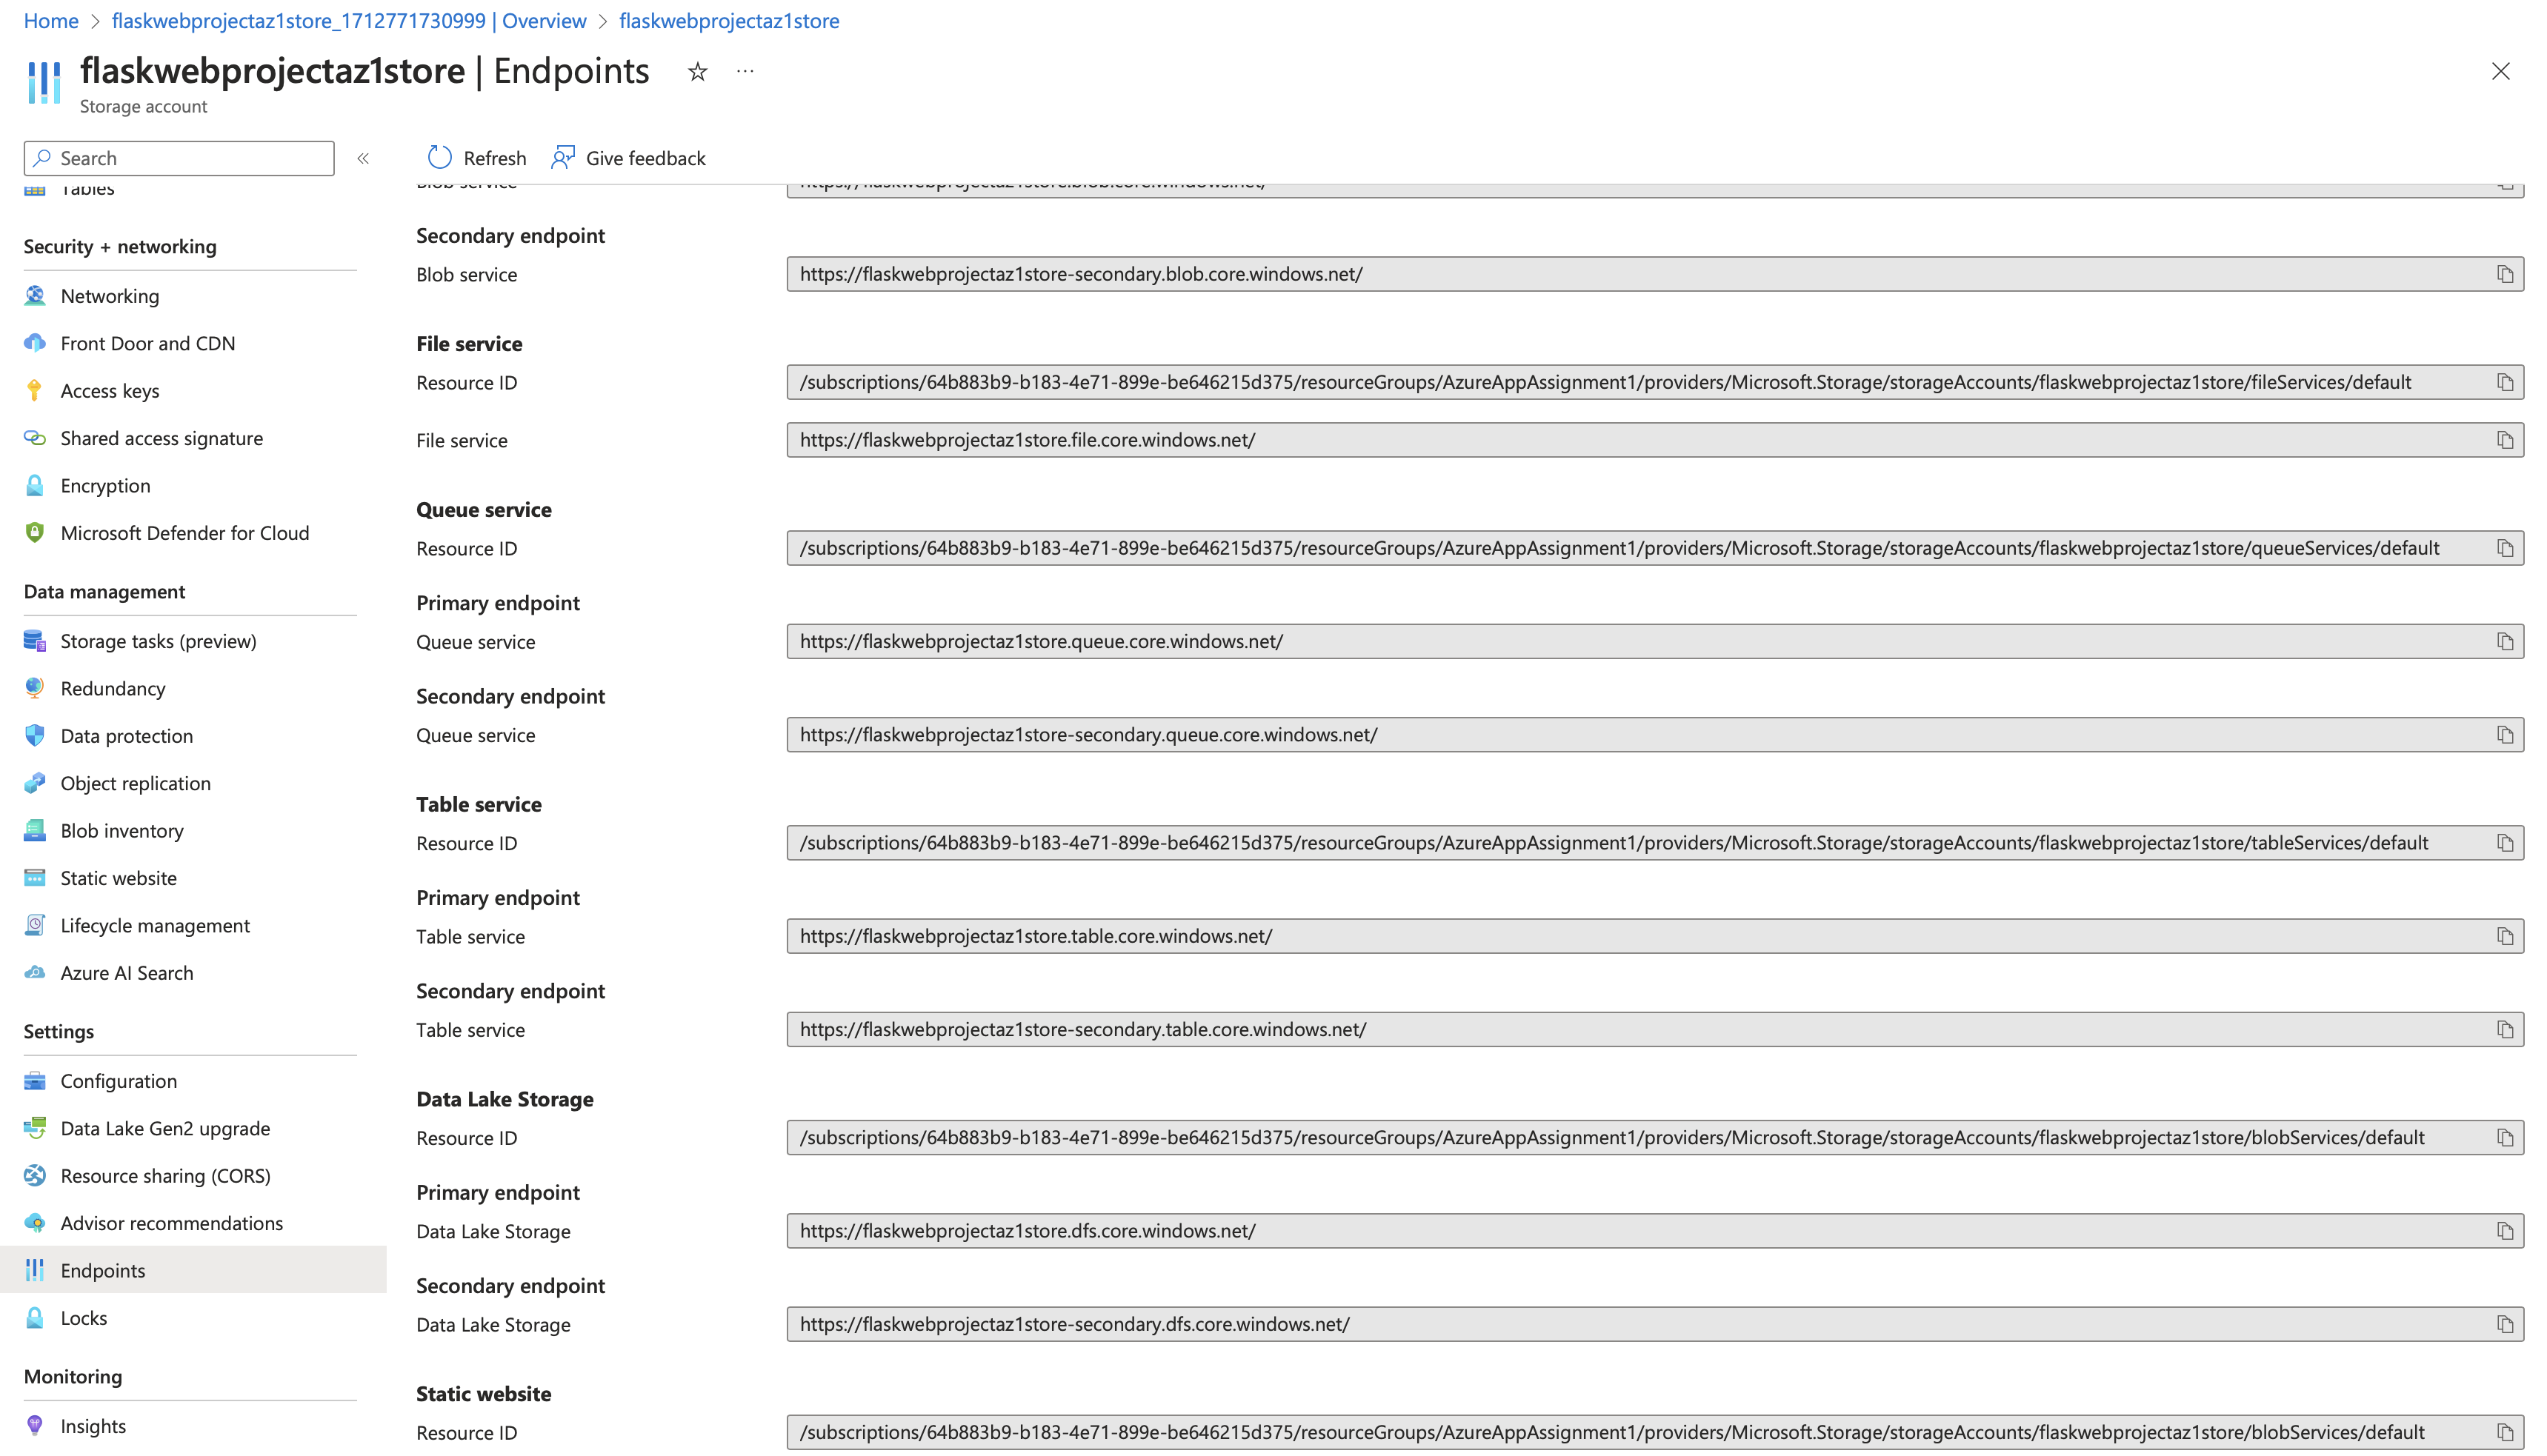 Home > flaskwebprojectaz1store_1712771730999 | Overview > flaskwebprojectaz1store
flaskwebprojectaz1store | Endpoints
Storage account
Search
Refresh
Give feedback
Tables
Security + networking
Networking
Front Door and CDN
Access keys
Shared access signature
Encryption
Microsoft Defender for Cloud
Data management
Storage tasks (preview)
Redundancy
Data protection
Object replication
Blob inventory
Static website
Lifecycle management
Azure AI Search
Settings
Configuration
Data Lake Gen2 upgrade
Resource sharing (CORS)
Advisor recommendations
Endpoints
Locks
Monitoring
Insights
Blob service https://flaskwebprojectaz1store.blob.core.windows.net/
Secondary endpoint
Blob service https://flaskwebprojectaz1store-secondary.blob.core.windows.net/
File service
Resource ID /subscriptions/64b883b9-b183-4e71-899e-be646215d375/resourceGroups/AzureAppAssignment1/providers/Microsoft.Storage/storageAccounts/flaskwebprojectaz1store/fileServices/default
File service https://flaskwebprojectaz1store.file.core.windows.net/
Queue service
Resource ID /subscriptions/64b883b9-b183-4e71-899e-be646215d375/resourceGroups/AzureAppAssignment1/providers/Microsoft.Storage/storageAccounts/flaskwebprojectaz1store/queueServices/default
Primary endpoint
Queue service https://flaskwebprojectaz1store.queue.core.windows.net/
Secondary endpoint
Queue service https://flaskwebprojectaz1store-secondary.queue.core.windows.net/
Table service
Resource ID /subscriptions/64b883b9-b183-4e71-899e-be646215d375/resourceGroups/AzureAppAssignment1/providers/Microsoft.Storage/storageAccounts/flaskwebprojectaz1store/tableServices/default
Primary endpoint
Table service https://flaskwebprojectaz1store.table.core.windows.net/
Secondary endpoint
Table service https://flaskwebprojectaz1store-secondary.table.core.windows.net/
Data Lake Storage
Resource ID /subscriptions/64b883b9-b183-4e71-899e-be646215d375/resourceGroups/AzureAppAssignment1/providers/Microsoft.Storage/storageAccounts/flaskwebprojectaz1store/blobServices/default
Primary endpoint
Data Lake Storage https://flaskwebprojectaz1store.dfs.core.windows.net/
Secondary endpoint
Data Lake Storage https://flaskwebprojectaz1store-secondary.dfs.core.windows.net/
Static website
Resource ID /subscriptions/64b883b9-b183-4e71-899e-be646215d375/resourceGroups/AzureAppAssignment1/providers/Microsoft.Storage/storageAccounts/flaskwebprojectaz1store/blobServices/default